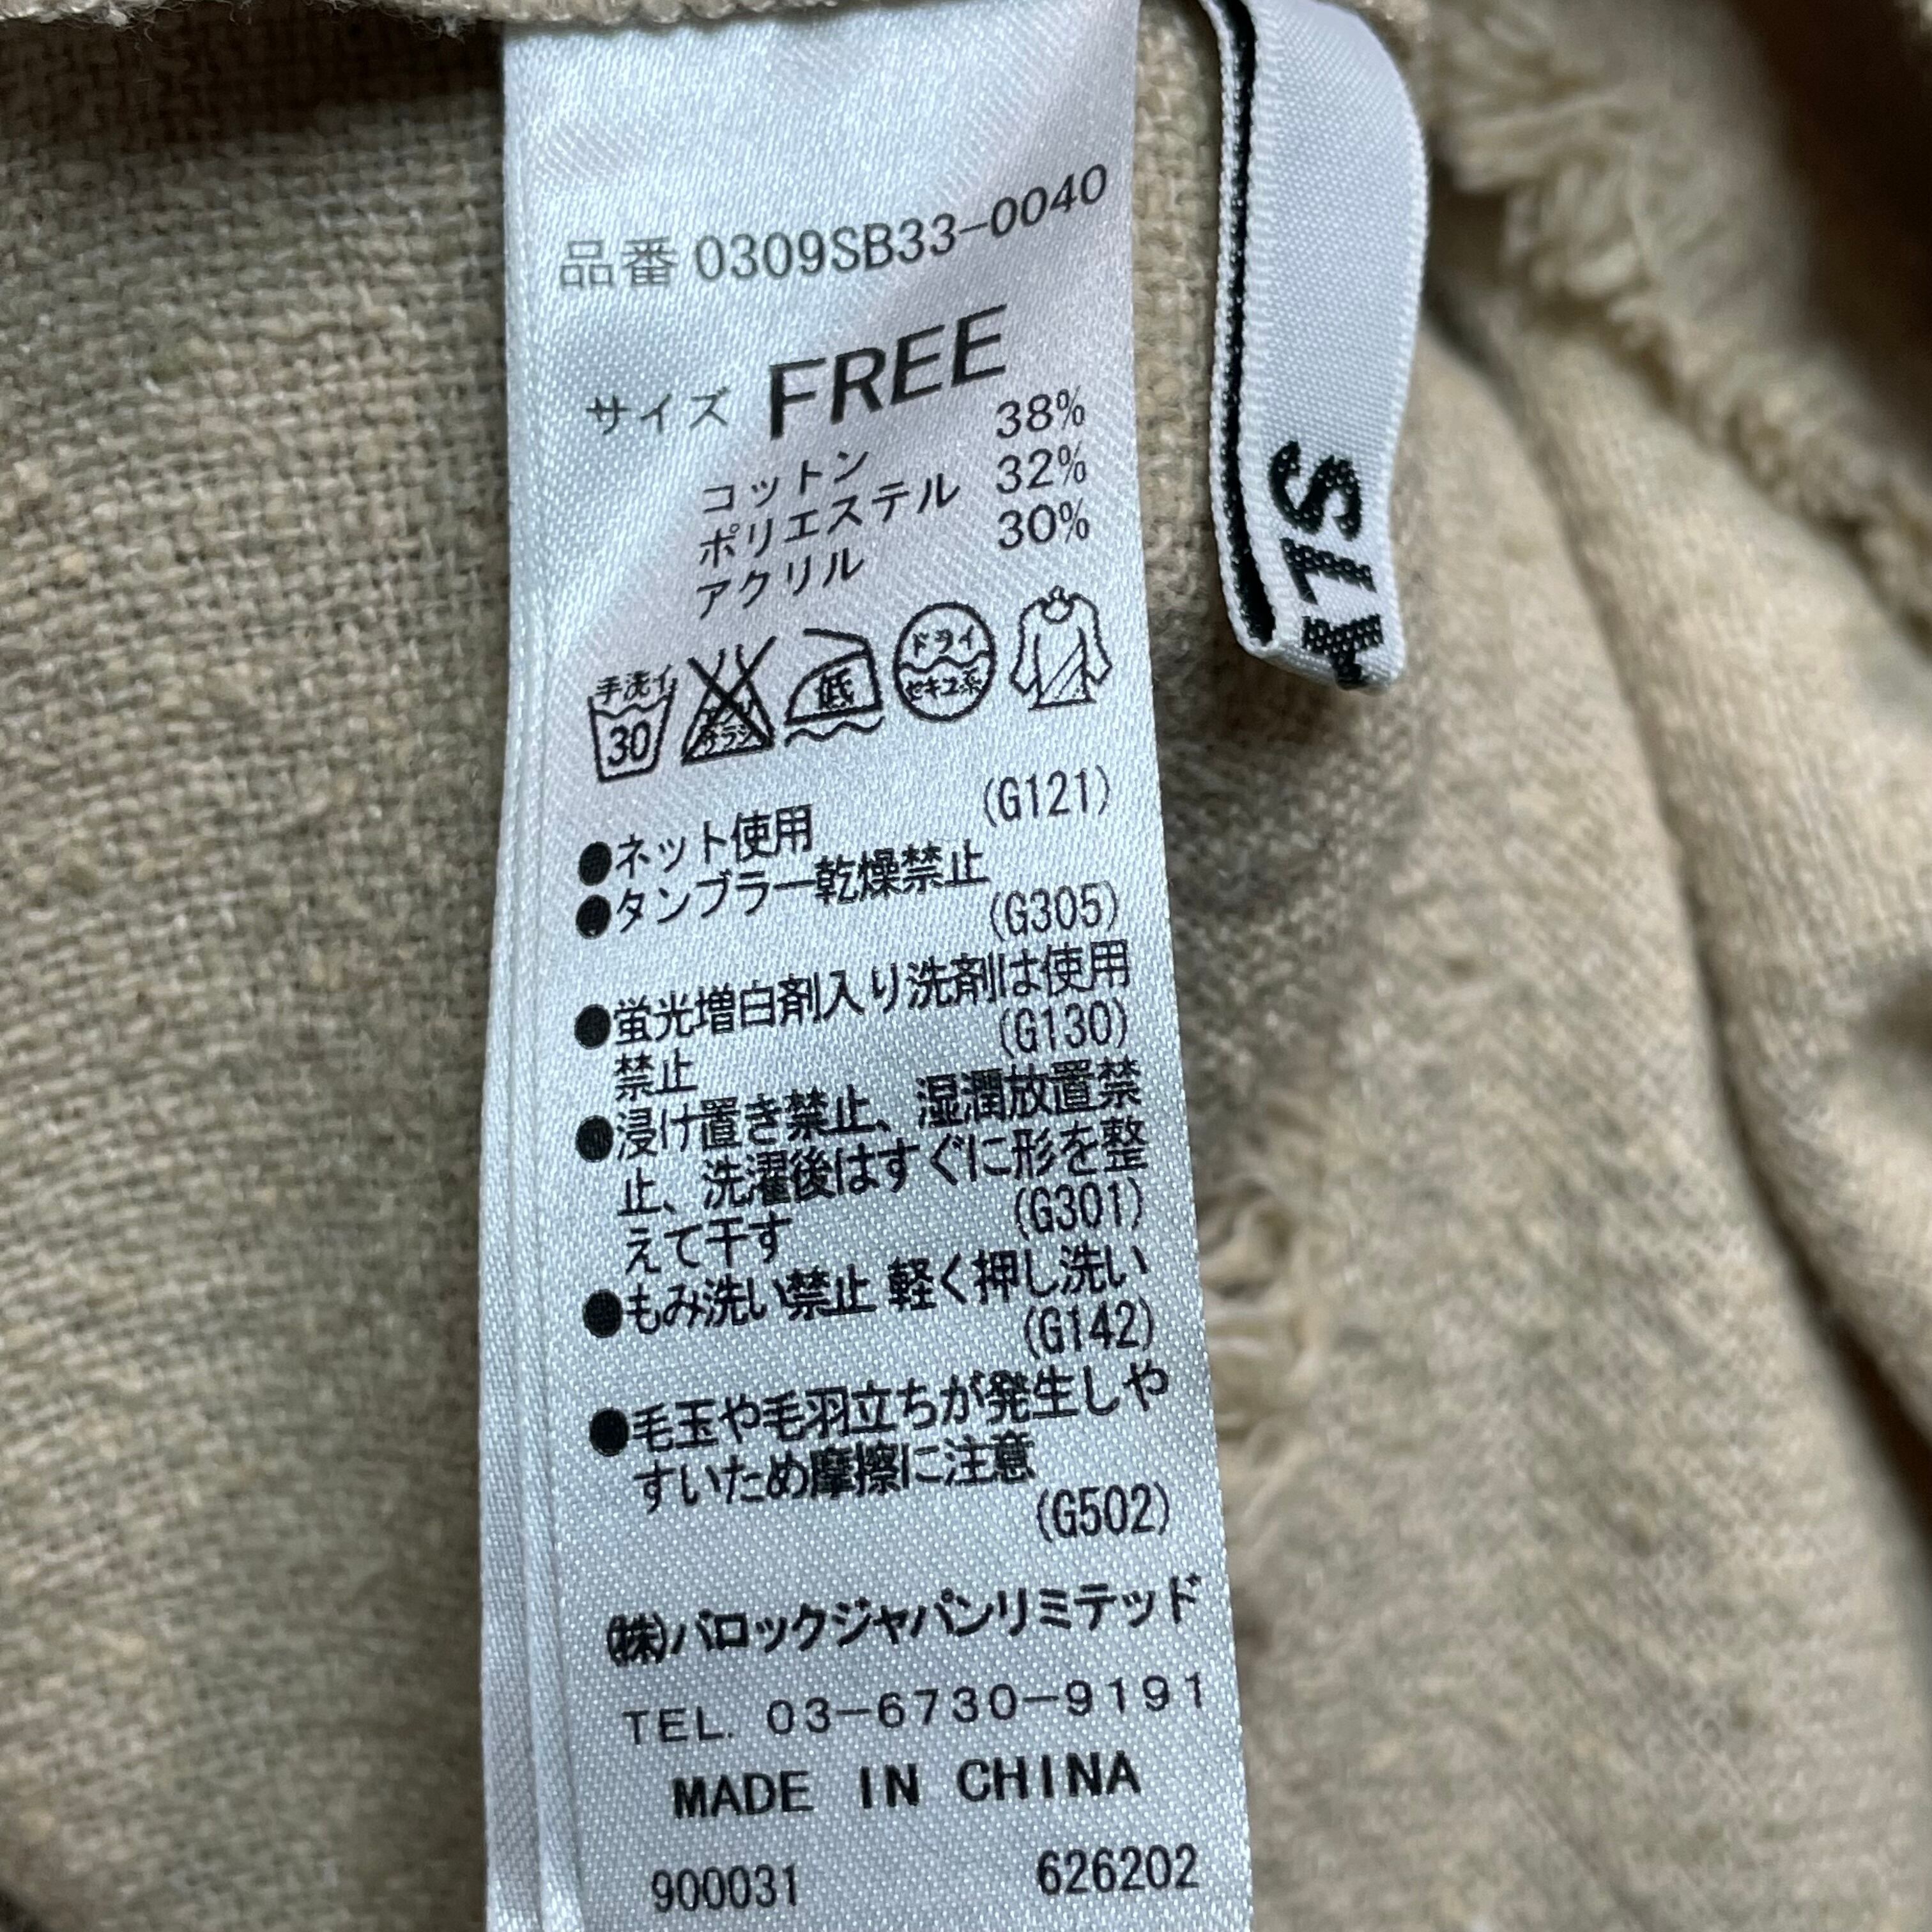 品番 0309SB33-0040
サイズ FREE
コットン 38%
ポリエステル 32%
アクリル 30%
手洗イ 30
低
ドライ
セキユ系
(G121)
●ネット使用
●タンブラー乾燥禁止
(G305)
●蛍光増白剤入り洗剤は使用
禁止 (G130)
●浸け置き禁止、湿潤放置禁
止、洗濯後はすぐに形を整
えて干す (G301)
●もみ洗い禁止 軽く押し洗い
(G142)
●毛玉や毛羽立ちが発生しや
すいため摩擦に注意
(G502)
㈱バロックジャパンリミテッド
TEL. 03-6730-9191
MADE IN CHINA
900031 626202